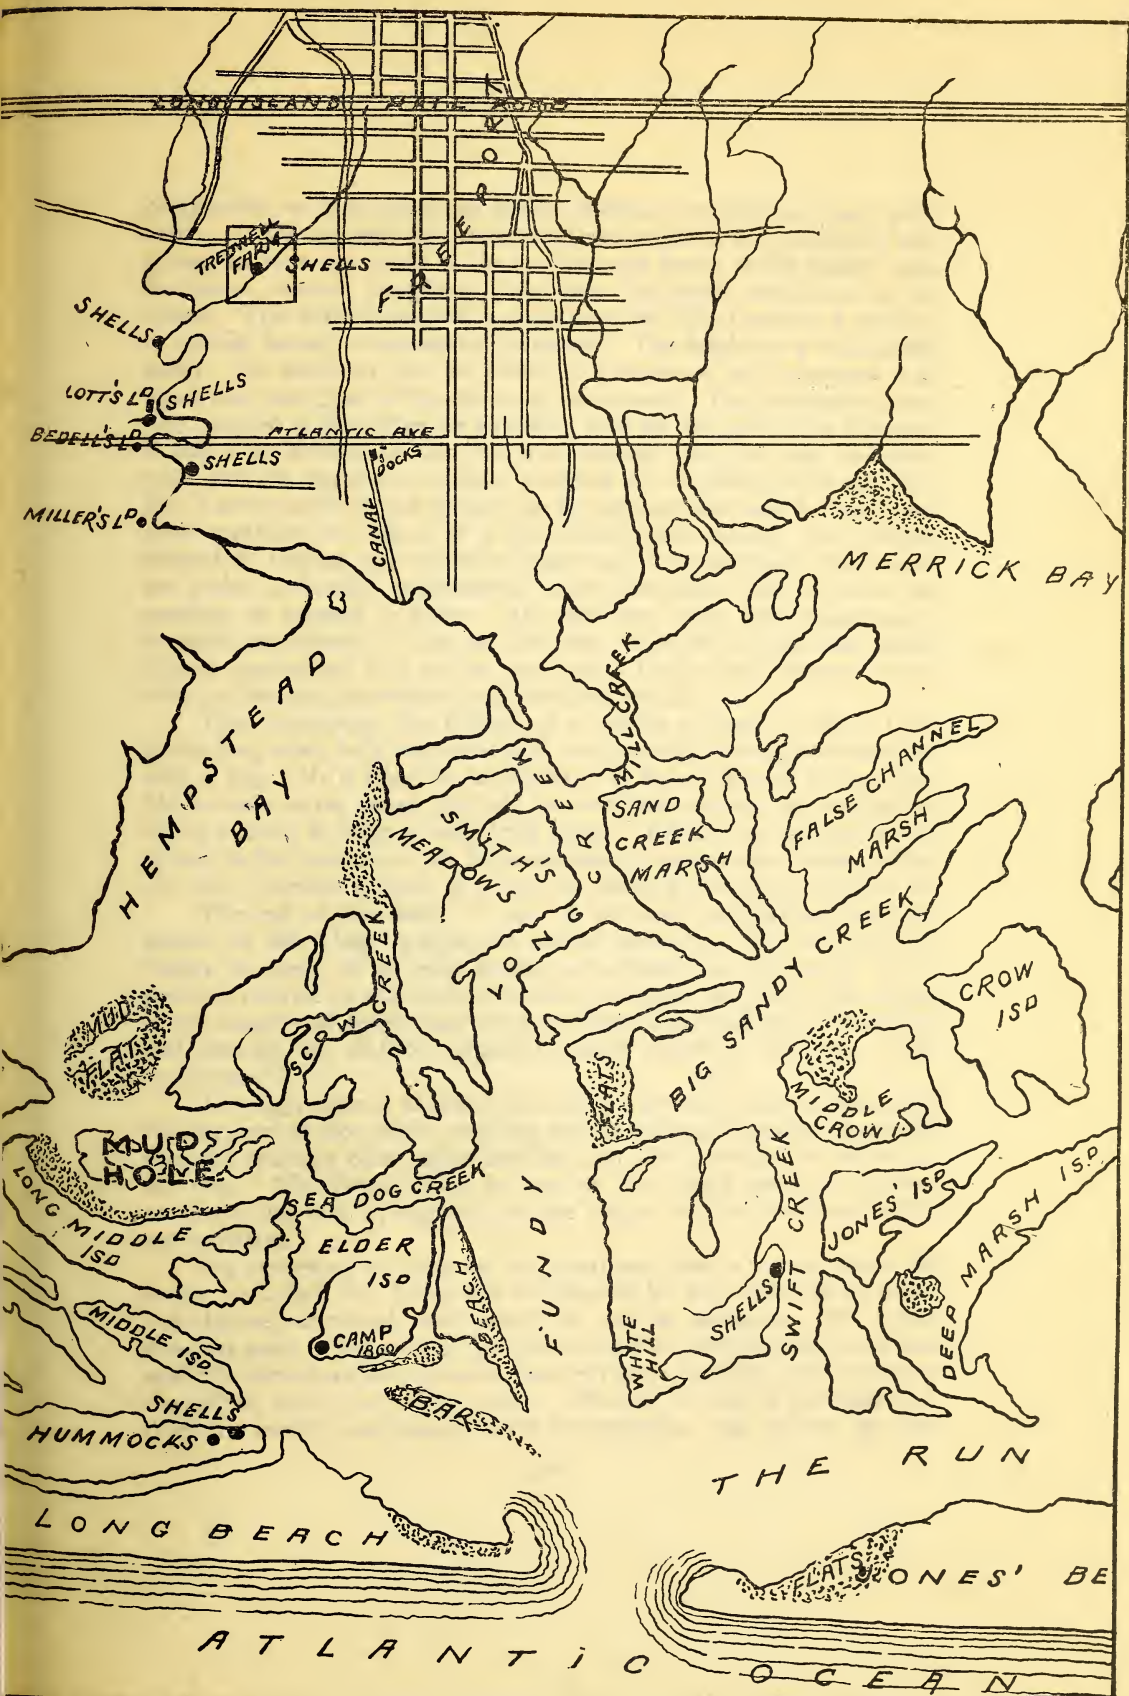 LONG ISLAND RAIL ROAD
FREEPORT
TREDWELL
FARM
SHELLS
SHELLS
LOTT'S LD
SHELLS
BEDELL'S LD
ATLANTIC AVE
DOCKS
SHELLS
MILLER'S LD
CANAL
MERRICK BAY
HEMPSTEAD
BAY
MILL CREEK
LONG CREEK
SMITH'S
MEADOWS
SAND
CREEK
MARSH
FALSE CHANNEL
MARSH
BIG SANDY CREEK
SCOW CREEK
CROW
ISD
MUD
FLAT
FLATS
MIDDLE
CROW I.
MUD
HOLE
SEA DOG CREEK
LONG MIDDLE
ISD
ELDER
ISD
BEACH
FUNDY
SWIFT CREEK
JONES' ISD
DEEP MARSH ISD
SHELLS
WHITE
HILL
MIDDLE ISD
CAMP
1860
BAR
SHELLS
HUMMOCKS
THE RUN
LONG BEACH
FLATS
JONES' BE
ATLANTiC OCEAN